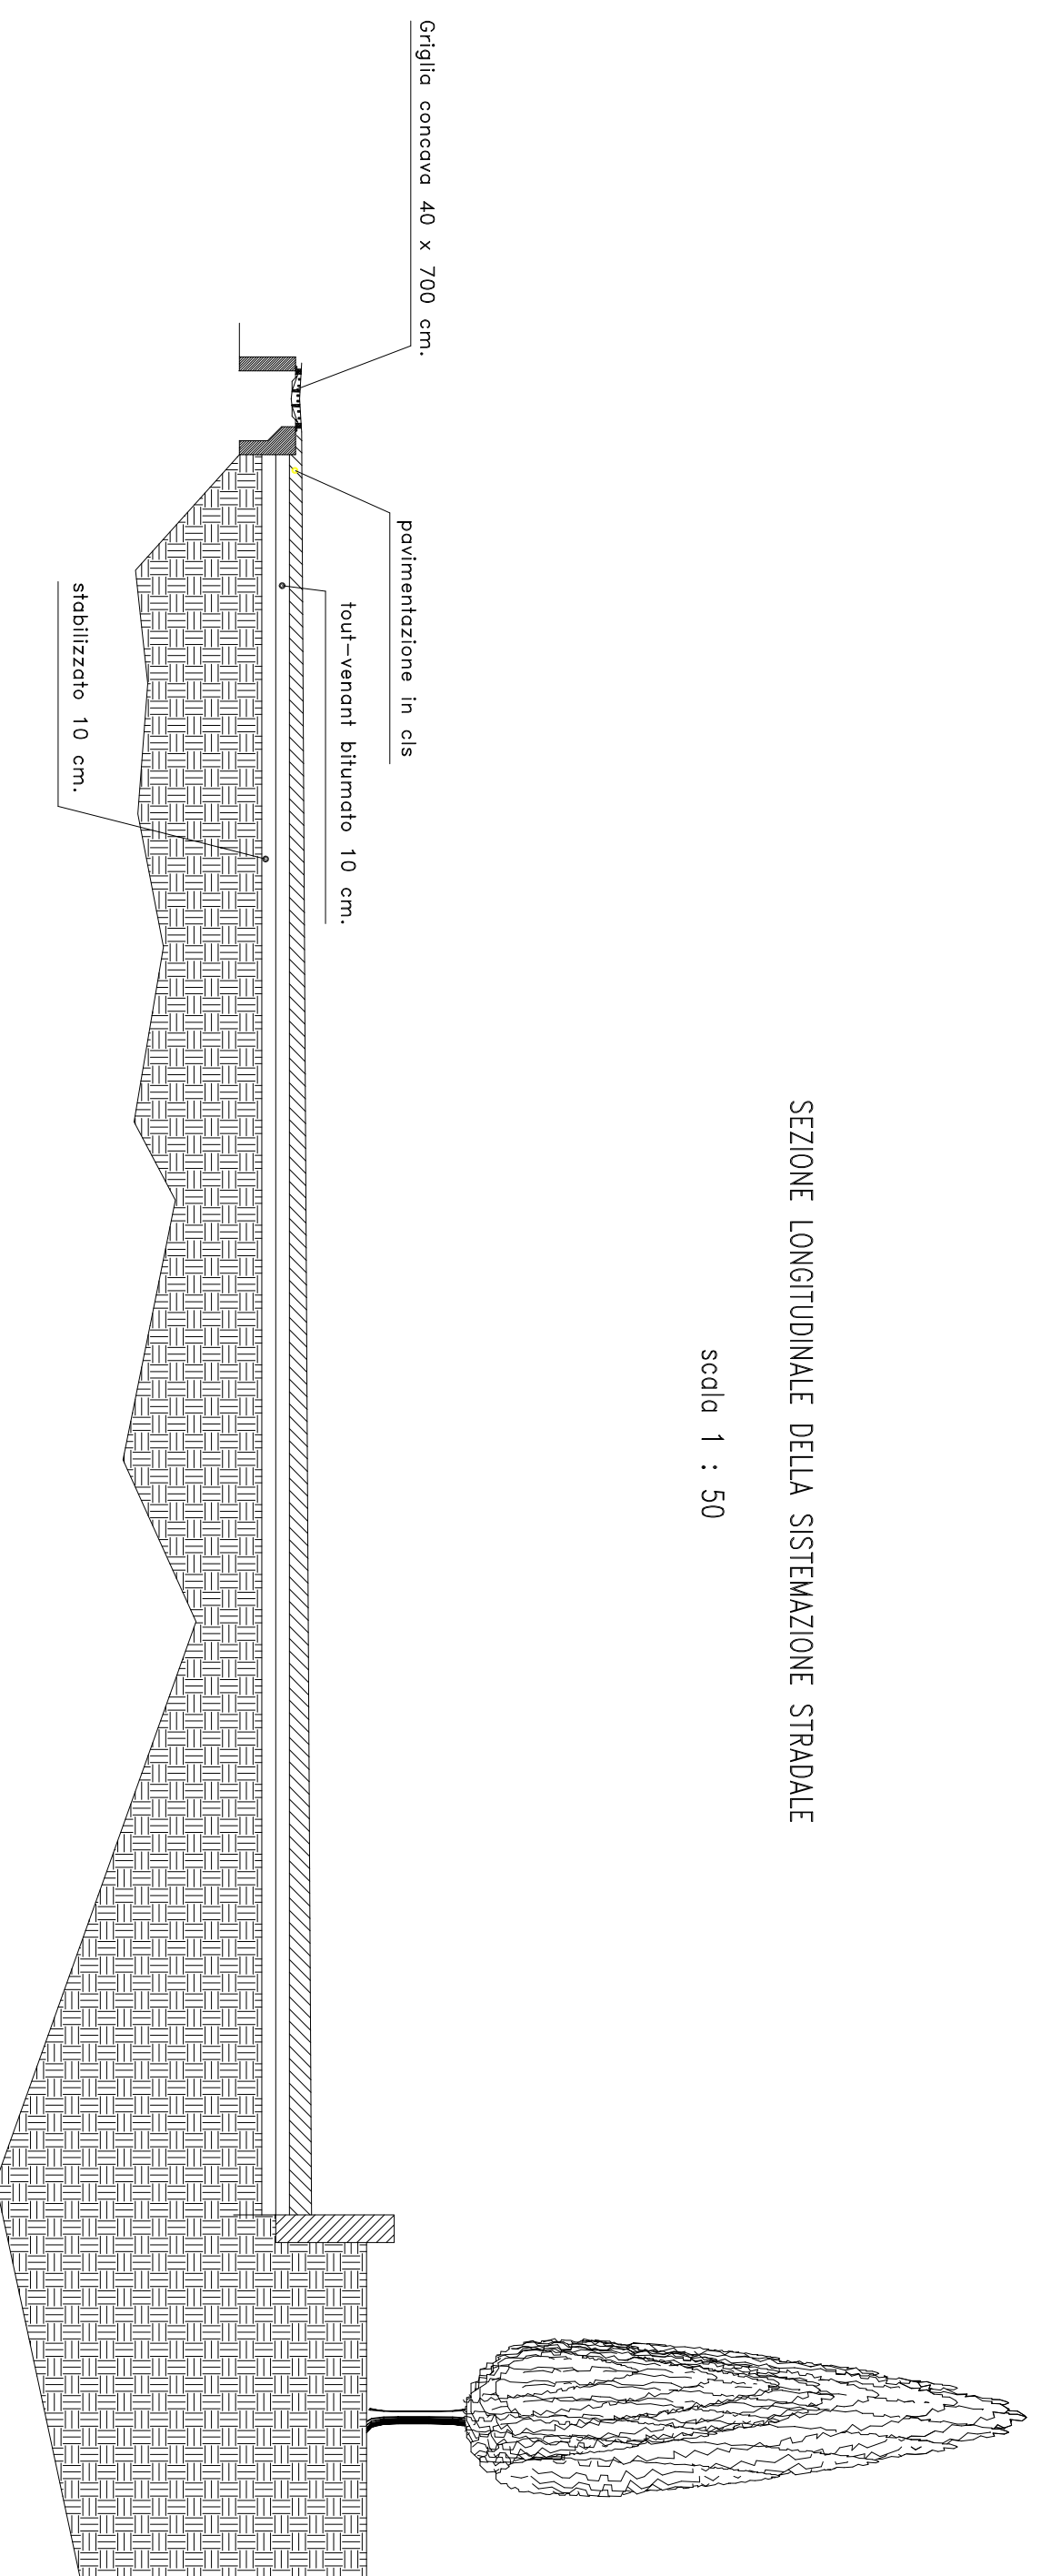 SEZIONE LONGITUDINALE DELLA SISTEMAZIONE STRADALE
scala 1 : 50
Griglia concava 40 x 700 cm.
pavimentazione in cls
tout-venant bitumato 10 cm.
stabilizzato 10 cm.